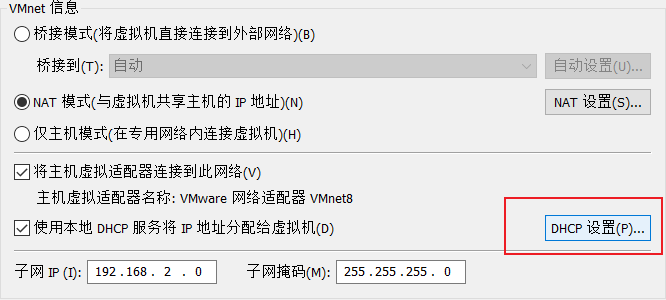 VMnet 信息
桥接模式(将虚拟机直接连接到外部网络)(B)
桥接到(T): 自动 自动设置(U)...
NAT 模式(与虚拟机共享主机的 IP 地址)(N) NAT 设置(S)...
仅主机模式(在专用网络内连接虚拟机)(H)
将主机虚拟适配器连接到此网络(V)
主机虚拟适配器名称: VMware 网络适配器 VMnet8
使用本地 DHCP 服务将 IP 地址分配给虚拟机(D) DHCP 设置(P)...
子网 IP (I): 192 .168 . 2 . 0 子网掩码(M): 255 .255 .255 . 0